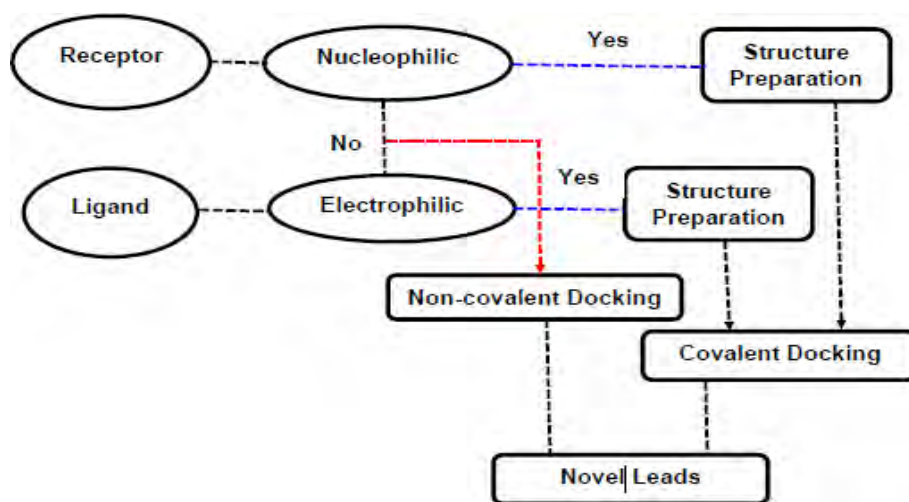 Receptor
Nucleophilic
Yes
Structure
Preparation
No
Ligand
Electrophilic
Yes
Structure
Preparation
Non-covalent Docking
Covalent Docking
Novel Leads